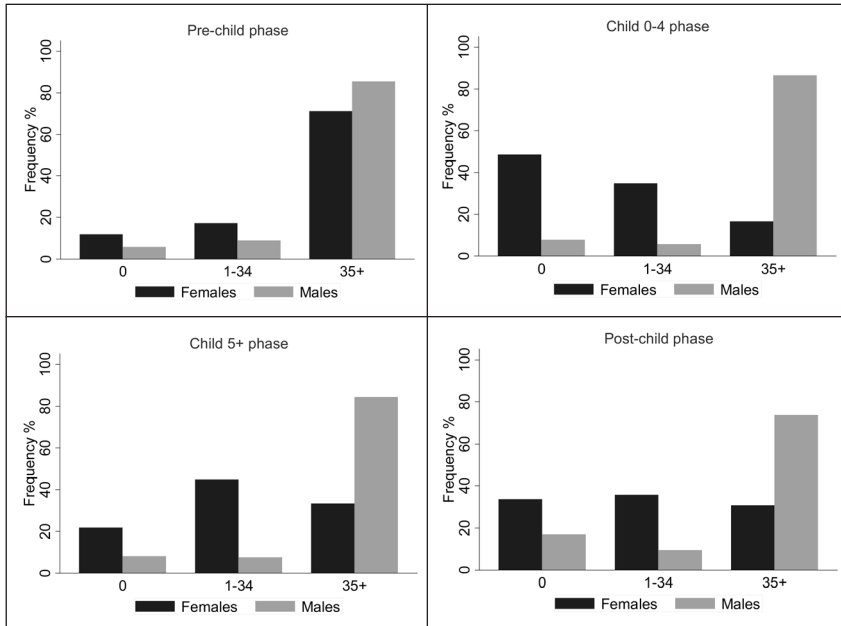 Pre-child phase
Frequency %
100
80
60
40
20
0
0 1-34 35+
Females Males
Child 0-4 phase
Frequency %
100
80
60
40
20
0
0 1-34 35+
Females Males
Child 5+ phase
Frequency %
100
80
60
40
20
0
0 1-34 35+
Females Males
Post-child phase
Frequency %
100
80
60
40
20
0
0 1-34 35+
Females Males